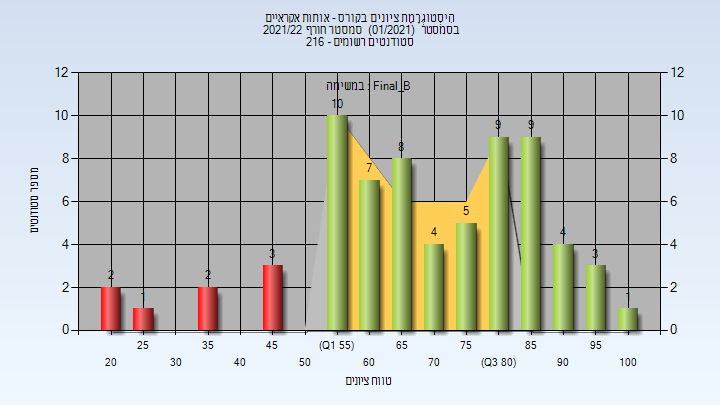 היסטוגרמת ציונים בקורס - אותות אקראיים
בסמסטר (01/2021) סמסטר חורף 2021/22
סטודנטים רשומים - 216
במשימה : Final_B
מספר סטודנטים
12 12
10 10
8 8
6 6
4 4
2 2
0 0
2 1 2 3 10 7 8 4 5 9 9 4 3 1
25 35 45 (Q1 55) 65 75 85 95
20 30 40 50 60 70 (Q3 80) 90 100
טווח ציונים